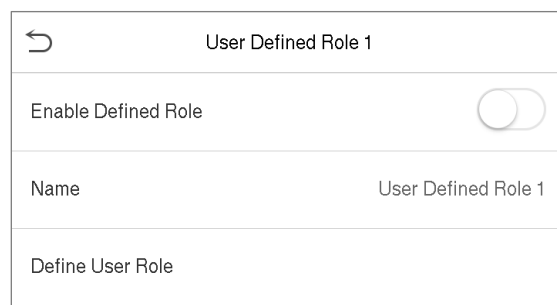 User Defined Role 1
Enable Defined Role
Name User Defined Role 1
Define User Role